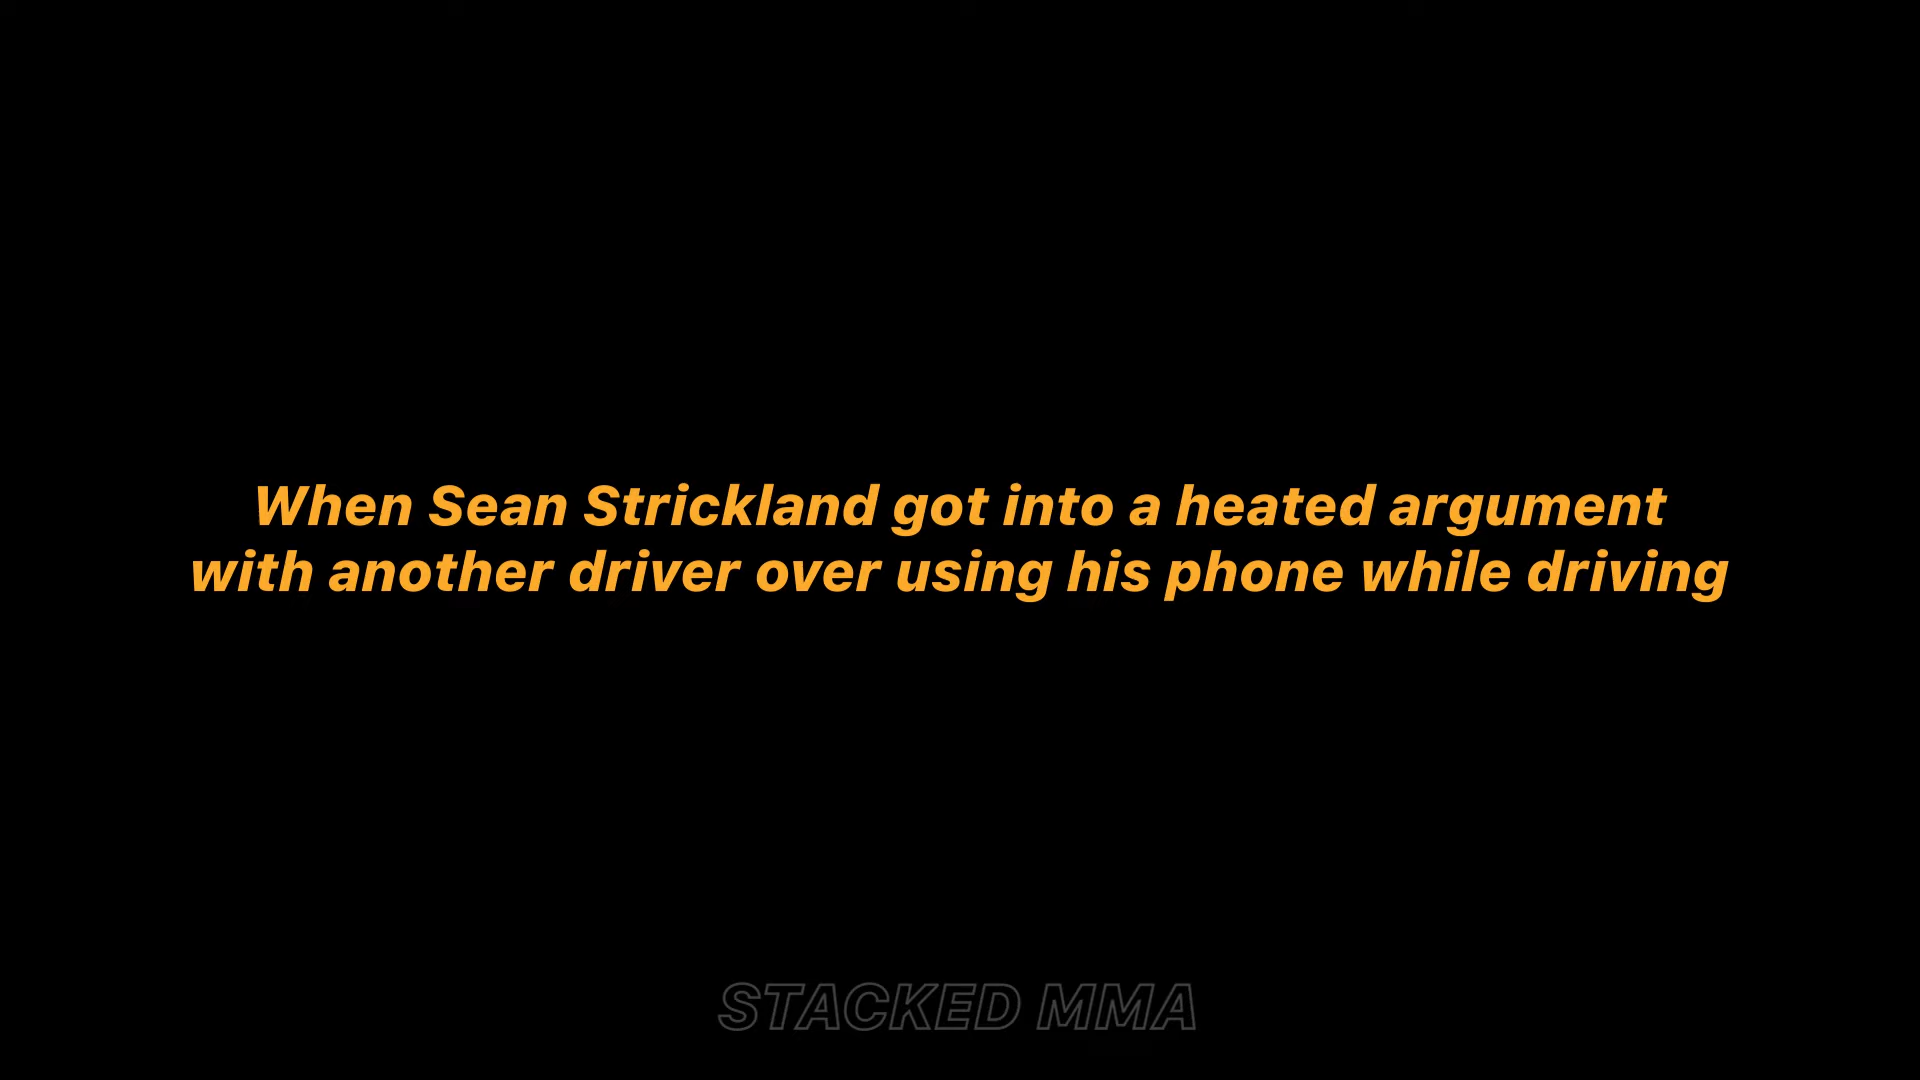 When Sean Strickland got into a heated argument
with another driver over using his phone while driving
STACKED MMA